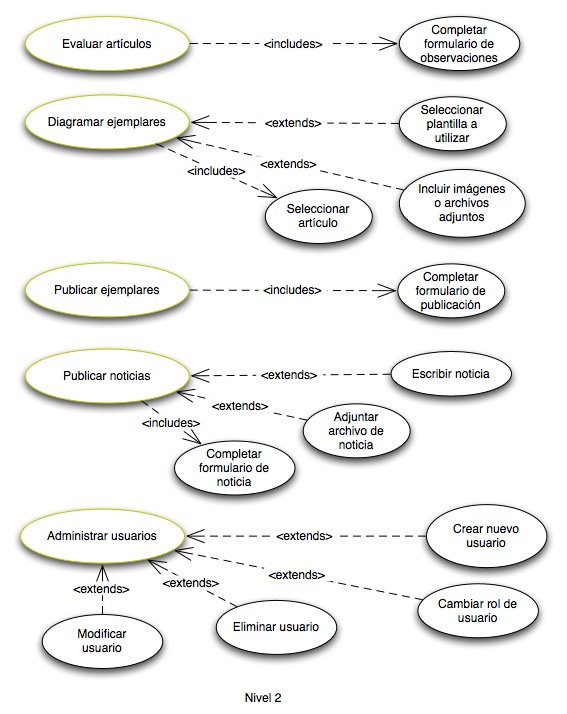 Evaluar artículos
<includes>
Completar
formulario de
observaciones
Diagramar ejemplares
<extends>
Seleccionar
plantilla a
utilizar
<extends>
<includes>
Incluir imágenes
o archivos
adjuntos
Seleccionar
artículo
Publicar ejemplares
<includes>
Completar
formulario de
publicación
Publicar noticias
<extends>
Escribir noticia
<extends>
<includes>
Adjuntar
archivo de
noticia
Completar
formulario de
noticia
Administrar usuarios
<extends>
Crear nuevo
usuario
<extends>
<extends>
<extends>
Cambiar rol de
usuario
Modificar
usuario
Eliminar usuario
Nivel 2